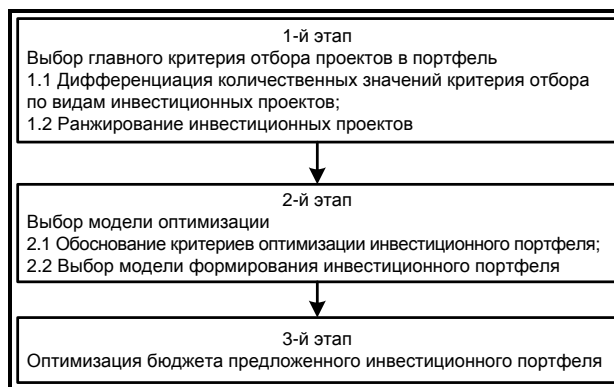 1-й этап
Выбор главного критерия отбора проектов в портфель
1.1 Дифференциация количественных значений критерия отбора
по видам инвестиционных проектов;
1.2 Ранжирование инвестиционных проектов
2-й этап
Выбор модели оптимизации
2.1 Обоснование критериев оптимизации инвестиционного портфеля;
2.2 Выбор модели формирования инвестиционного портфеля
3-й этап
Оптимизация бюджета предложенного инвестиционного портфеля